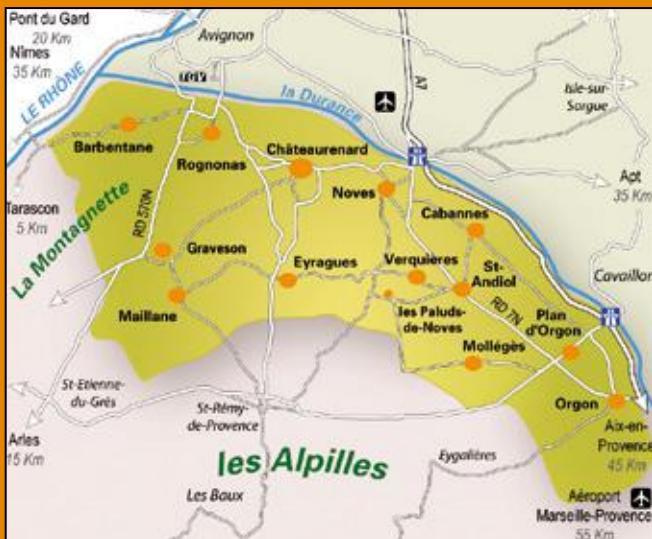 Pont du Gard
20 Km
Nîmes
35 Km
Avignon
LE RHÔNE
la Durance
A7
Isle-sur-
Sorgue
Barbentane
Rognonas
Châteaurenard
Noves
Apt
35 Km
Tarascon
5 Km
La Montagnette
RD 570N
Cabannes
Graveson
Eyragues
Verquières
St-
Andiol
Cavaillon
Maillane
les Paluds-
de-Noves
RD 7N
Plan
d'Orgon
Mollégès
St-Etienne-
du-Grès
St-Rémy-
de-Provence
Orgon
Arles
15 Km
les Alpilles
Eygalières
Aix-en-
Provence
45 Km
Les Baux
Aéroport
Marseille-Provence
55 Km